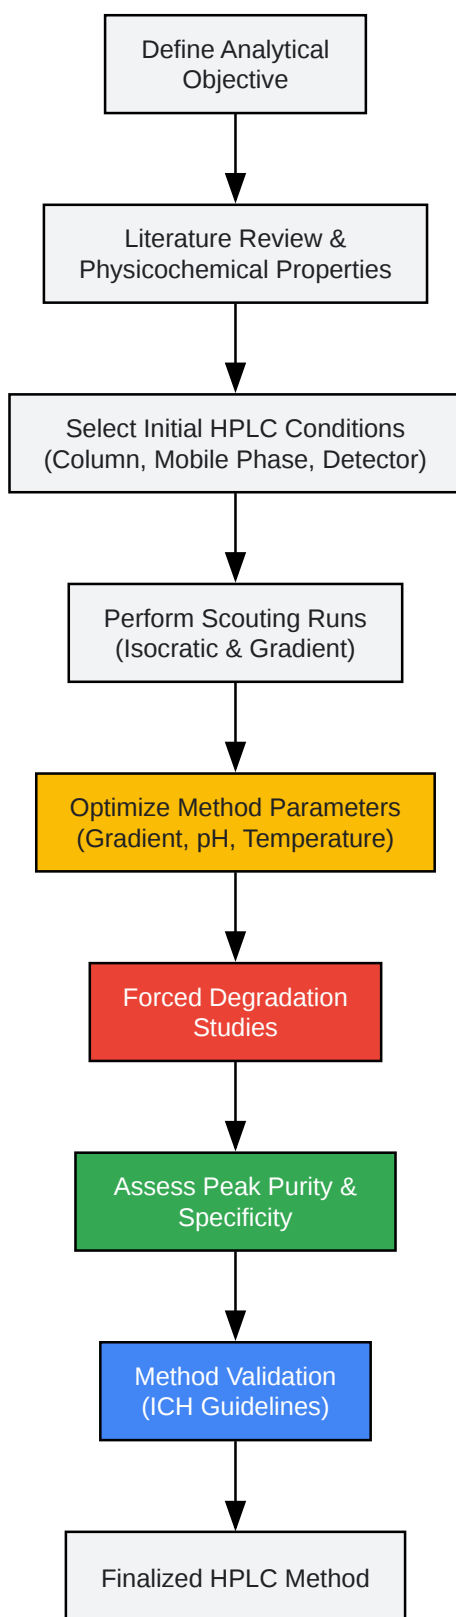 Define Analytical
Objective
Literature Review &
Physicochemical Properties
Select Initial HPLC Conditions
(Column, Mobile Phase, Detector)
Perform Scouting Runs
(Isocratic & Gradient)
Optimize Method Parameters
(Gradient, pH, Temperature)
Forced Degradation
Studies
Assess Peak Purity &
Specificity
Method Validation
(ICH Guidelines)
Finalized HPLC Method